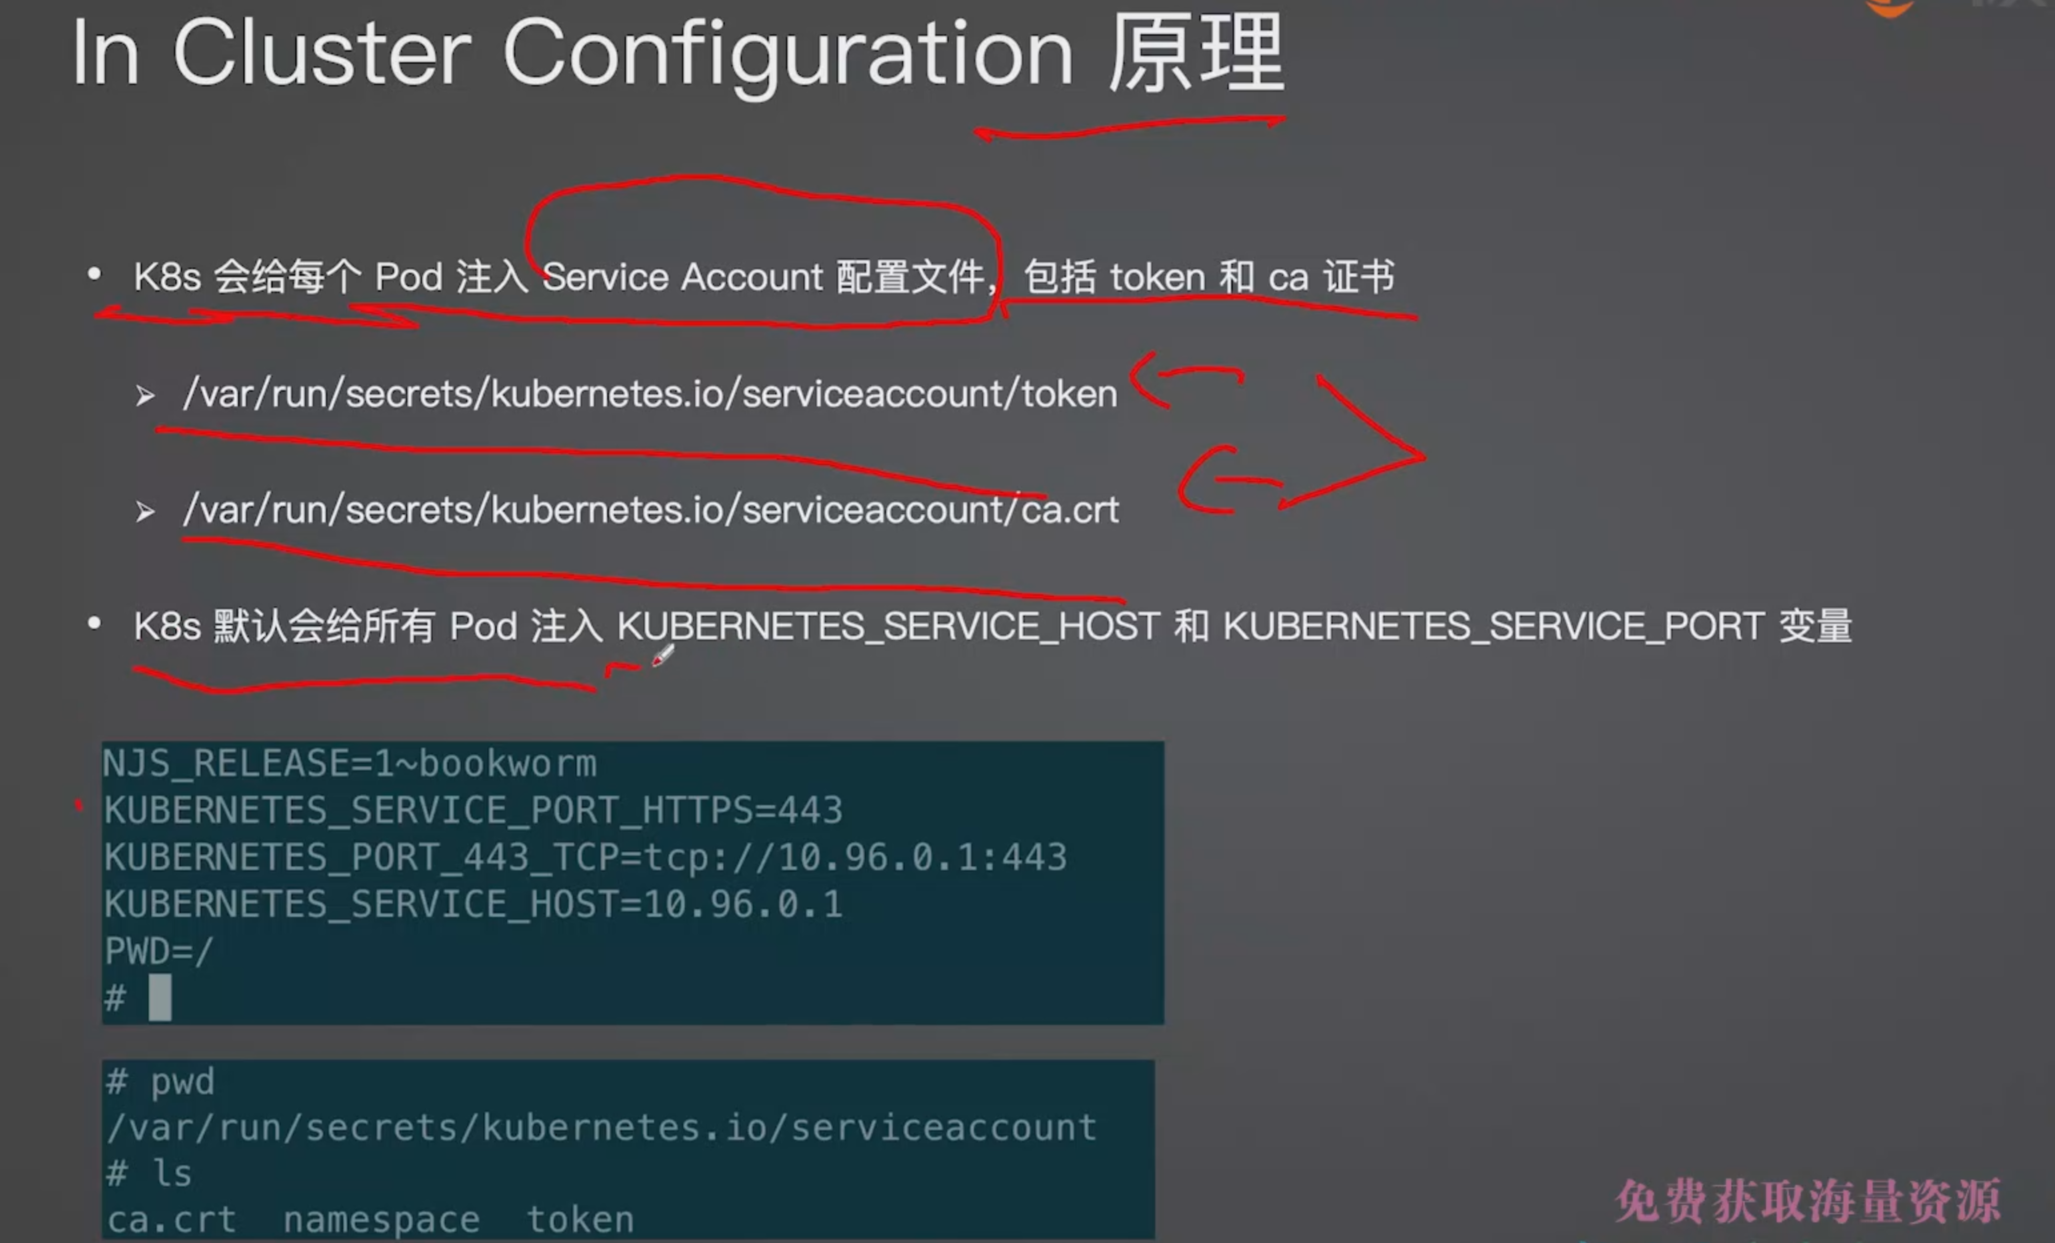 In Cluster Configuration 原理
• K8s 会给每个 Pod 注入 Service Account 配置文件，包括 token 和 ca 证书
➢ /var/run/secrets/kubernetes.io/serviceaccount/token
➢ /var/run/secrets/kubernetes.io/serviceaccount/ca.crt
• K8s 默认会给所有 Pod 注入 KUBERNETES_SERVICE_HOST 和 KUBERNETES_SERVICE_PORT 变量
NJS_RELEASE=1~bookworm
KUBERNETES_SERVICE_PORT_HTTPS=443
KUBERNETES_PORT_443_TCP=tcp://10.96.0.1:443
KUBERNETES_SERVICE_HOST=10.96.0.1
PWD=/
#
# pwd
/var/run/secrets/kubernetes.io/serviceaccount
# ls
ca.crt namespace token
免费获取海量资源